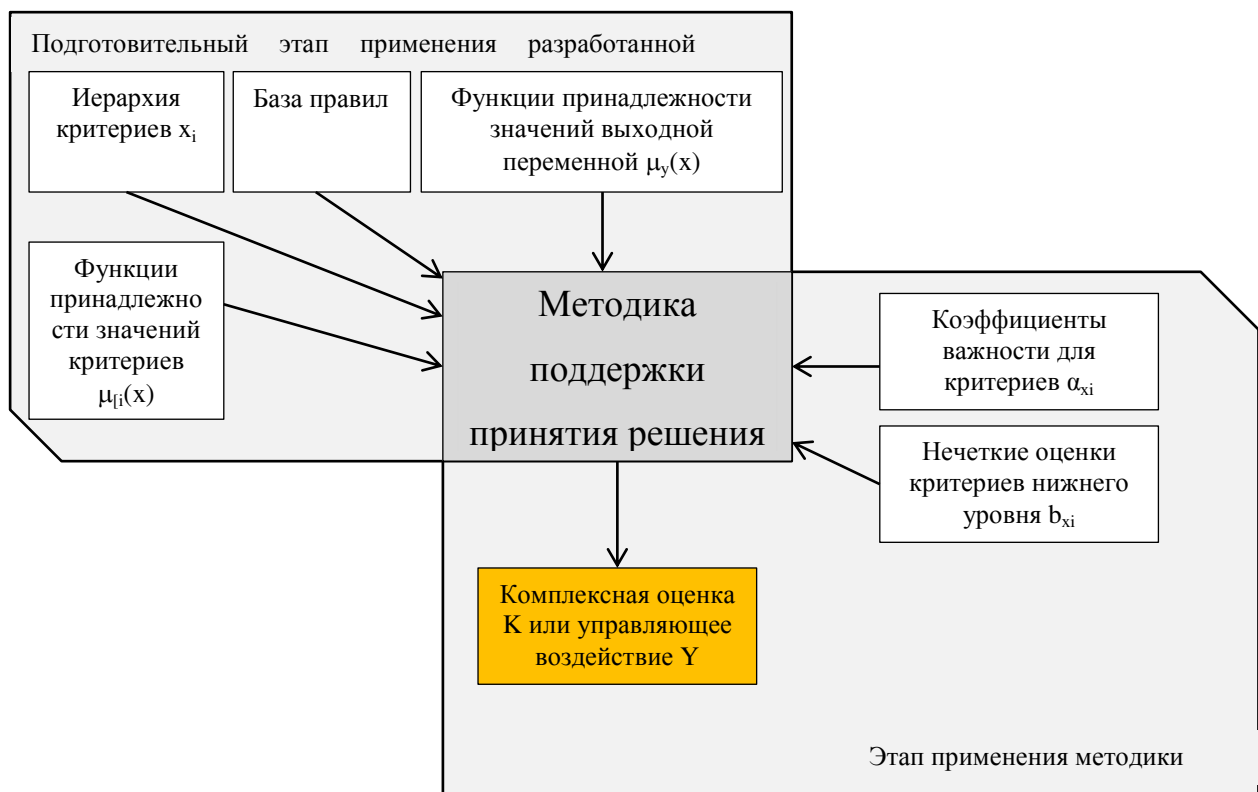 Подготовительный этап применения разработанной
Иерархия
критериев xi
База правил
Функции принадлежности
значений выходной
переменной μy(x)
Функции
принадлежно
сти значений
критериев
μ[i(x)
Методика
поддержки
принятия решения
Коэффициенты
важности для
критериев αxi
Нечеткие оценки
критериев нижнего
уровня bxi
Комплексная оценка
K или управляющее
воздействие Y
Этап применения методики